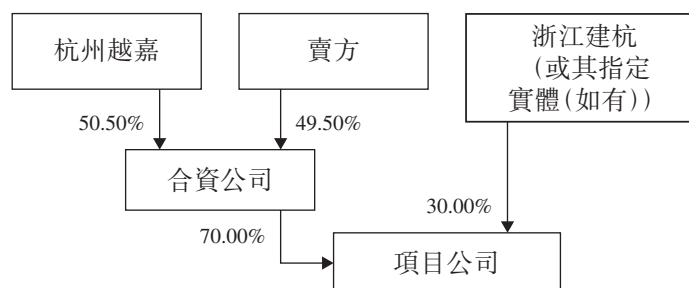 杭州越嘉
賣方
浙江建杭
(或其指定
實體(如有))
50.50%
49.50%
合資公司
70.00%
30.00%
項目公司